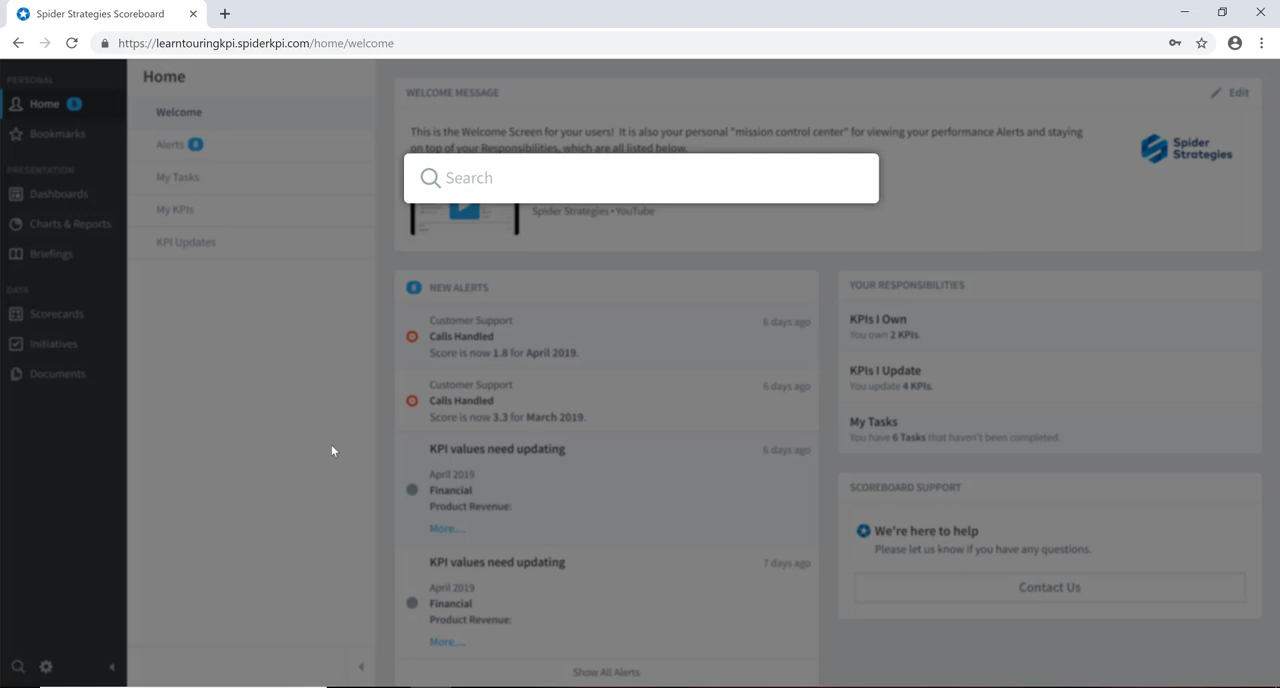 Spider Strategies Scoreboard
https://learntouringkpi.spiderkpi.com/home/welcome
PERSONAL
Home 8
Bookmarks
PRESENTATION
Dashboards
Charts & Reports
Briefings
DATA
Scorecards
Initiatives
Documents
Home
Welcome
Alerts 8
My Tasks
My KPIs
KPI Updates
WELCOME MESSAGE
Edit
This is the Welcome Screen for your users! It is also your personal "mission control center" for viewing your performance Alerts and staying
on top of your Responsibilities, which are all listed below.
Spider
Strategies
Search
Spider Strategies • YouTube
8 NEW ALERTS
Customer Support
6 days ago
Calls Handled
Score is now 1.8 for April 2019.
Customer Support
6 days ago
Calls Handled
Score is now 3.3 for March 2019.
KPI values need updating
6 days ago
April 2019
Financial
Product Revenue:
More....
KPI values need updating
7 days ago
April 2019
Financial
Product Revenue:
More....
Show All Alerts
YOUR RESPONSIBILITIES
KPIs I Own
You own 2 KPIs.
KPIs I Update
You update 4 KPIs.
My Tasks
You have 6 Tasks that haven't been completed.
SCOREBOARD SUPPORT
We're here to help
Please let us know if you have any questions.
Contact Us